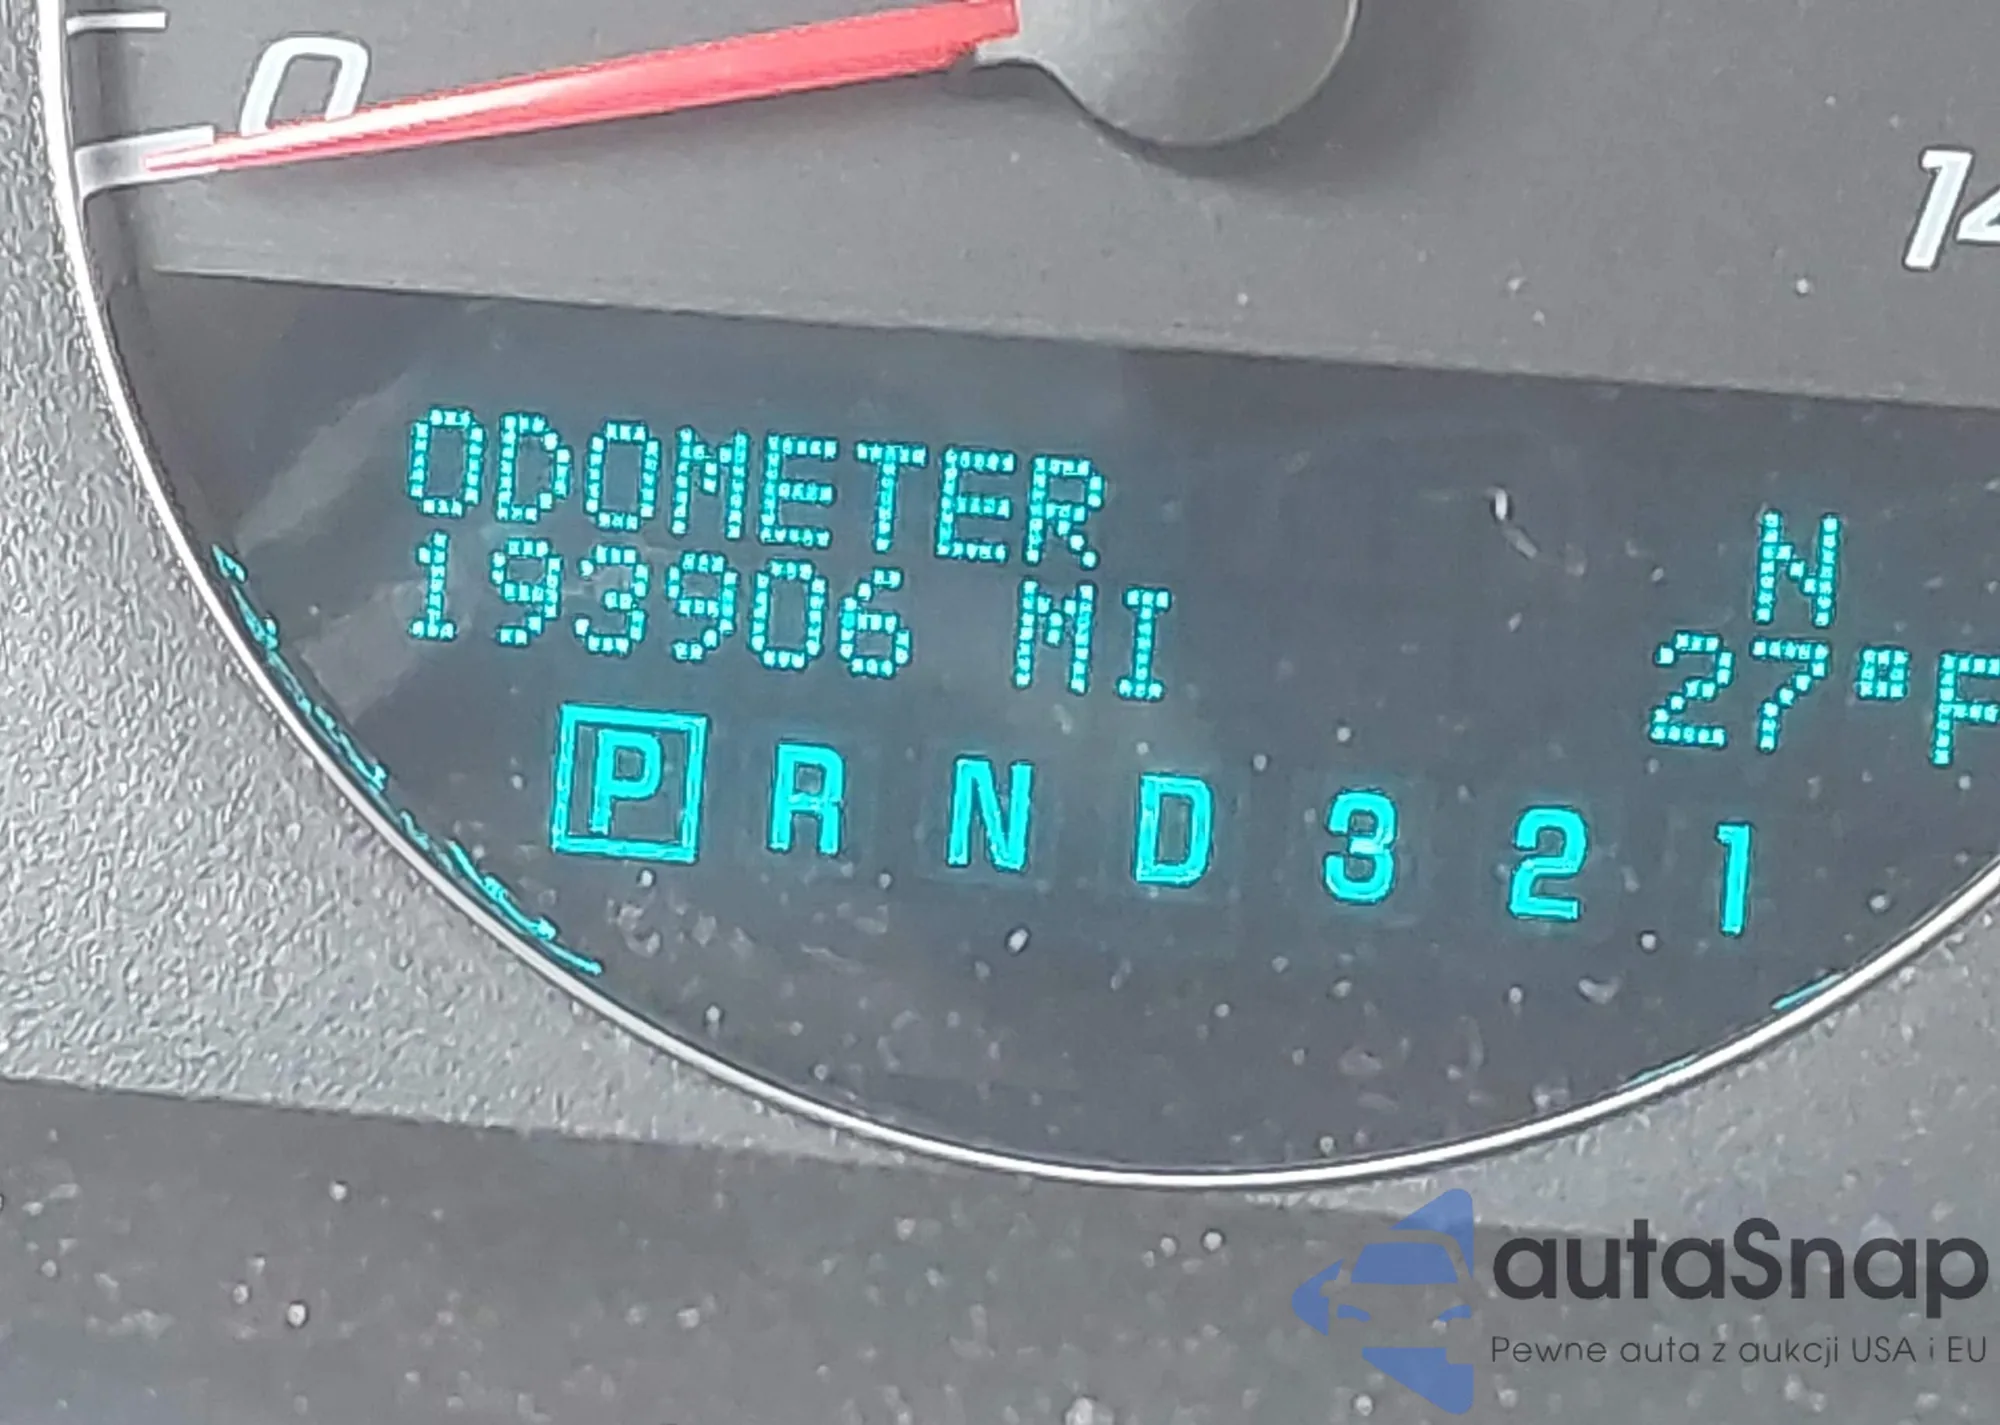 0
14
ODOMETER
193906 MI
N
27°F
P R N D 3 2 1
autaSnap
Pewne auta z aukcji USA i EU